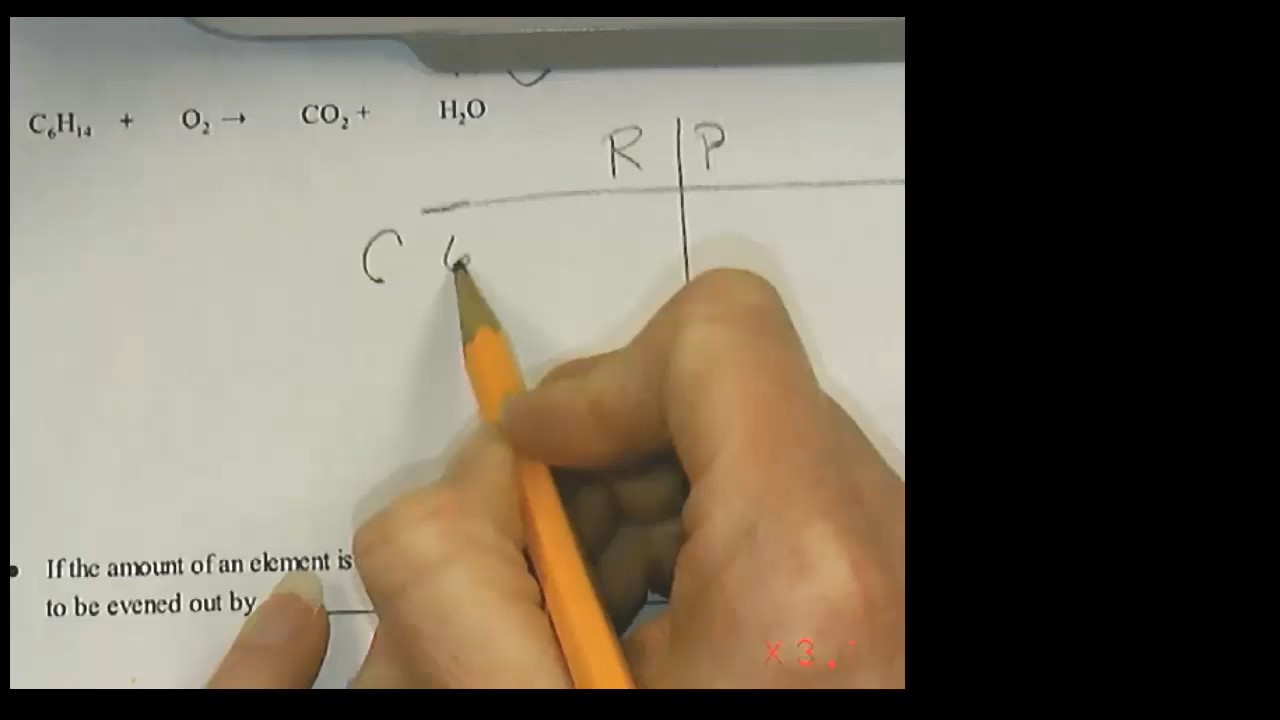 C₆H₁₄ + O₂ → CO₂ + H₂O
R P
C 6
If the amount of an element is
to be evened out by
× 3.